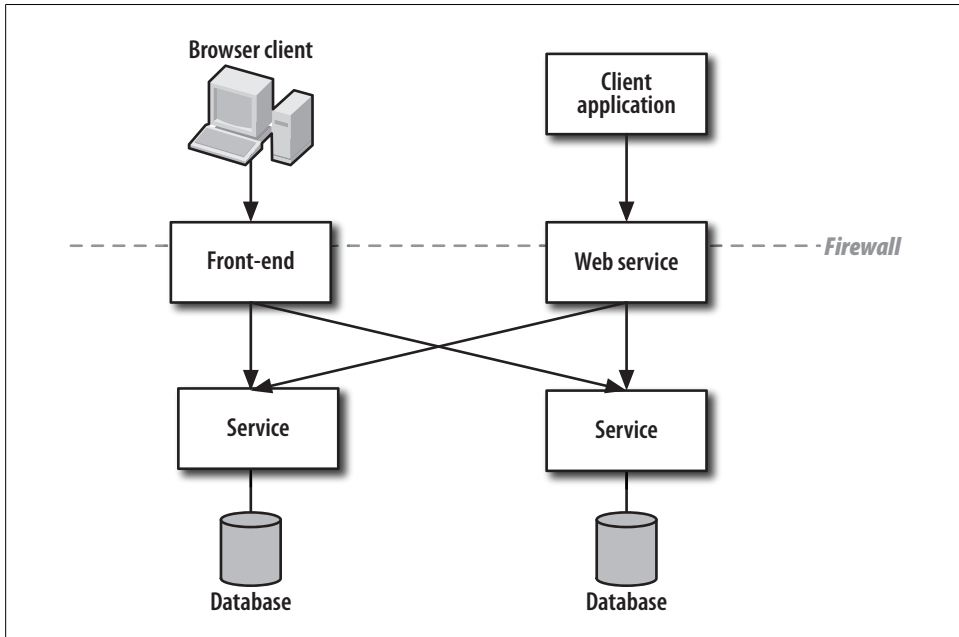 Browser client
Client
application
Front-end
Web service
Firewall
Service
Service
Database
Database